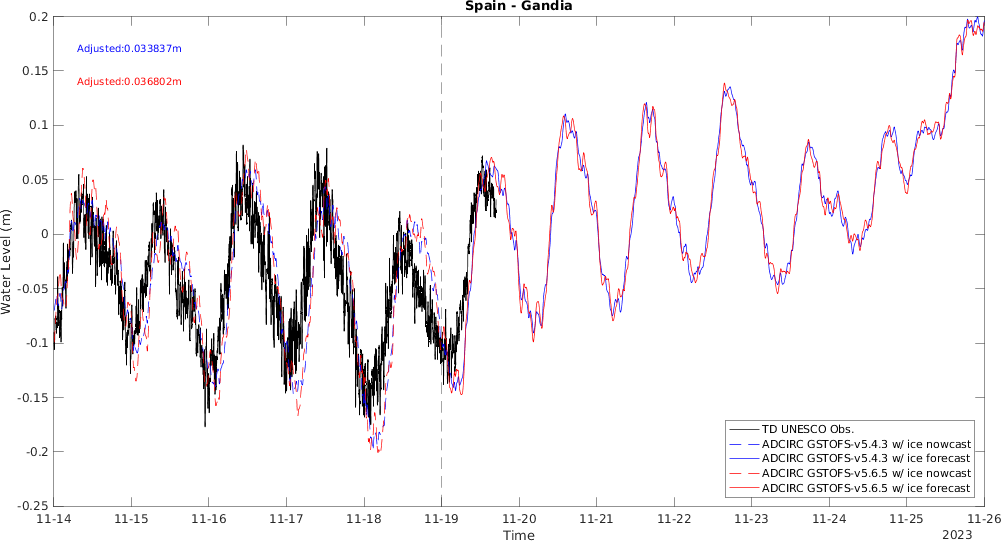 Spain - Gandia
Adjusted:0.033837m
Adjusted:0.036802m
0.2
0.15
0.1
0.05
0
-0.05
-0.1
-0.15
-0.2
-0.25
Water Level (m)
TD UNESCO Obs.
ADCIRC GSTOFS-v5.4.3 w/ ice nowcast
ADCIRC GSTOFS-v5.4.3 w/ ice forecast
ADCIRC GSTOFS-v5.6.5 w/ ice nowcast
ADCIRC GSTOFS-v5.6.5 w/ ice forecast
11-14 11-15 11-16 11-17 11-18 11-19 11-20 11-21 11-22 11-23 11-24 11-25 11-26
Time
2023